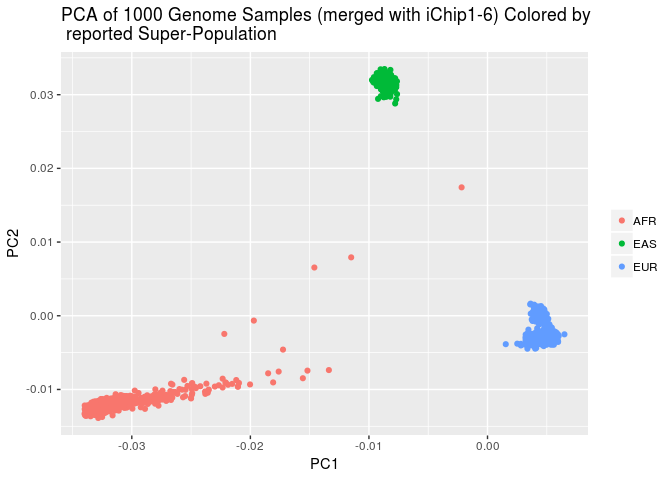 PCA of 1000 Genome Samples (merged with iChip1-6) Colored by
reported Super-Population
0.03
0.02
0.01
0.00
-0.01
PC2
-0.03
-0.02
-0.01
0.00
PC1
AFR
EAS
EUR